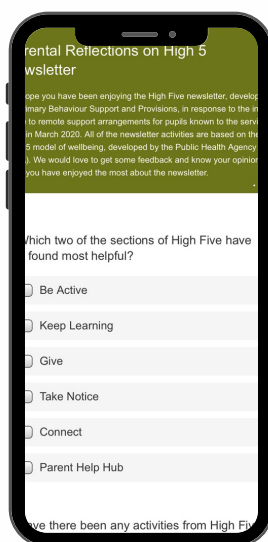 rental Reflections on High 5
wsletter
ope you have been enjoying the High Five newsletter, develop
imary Behaviour Support and Provisions, in response to the in
to remote support arrangements for pupils known to the servi
in March 2020. All of the newsletter activities are based on the
5 model of wellbeing, developed by the Public Health Agency
). We would love to get some feedback and know your opinion
you have enjoyed the most about the newsletter.
Which two of the sections of High Five have
found most helpful?
Be Active
Keep Learning
Give
Take Notice
Connect
Parent Help Hub
ave there been any activities from High Fiv